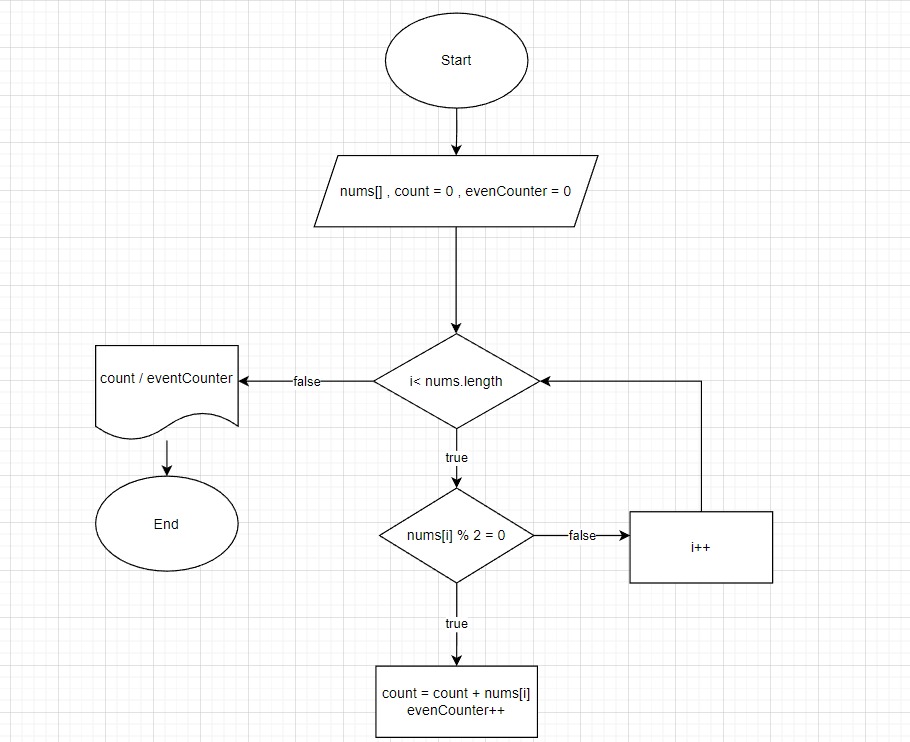 Start
nums[] , count = 0 , evenCounter = 0
i< nums.length
false
count / eventCounter
End
true
nums[i] % 2 = 0
false
i++
true
count = count + nums[i]
evenCounter++